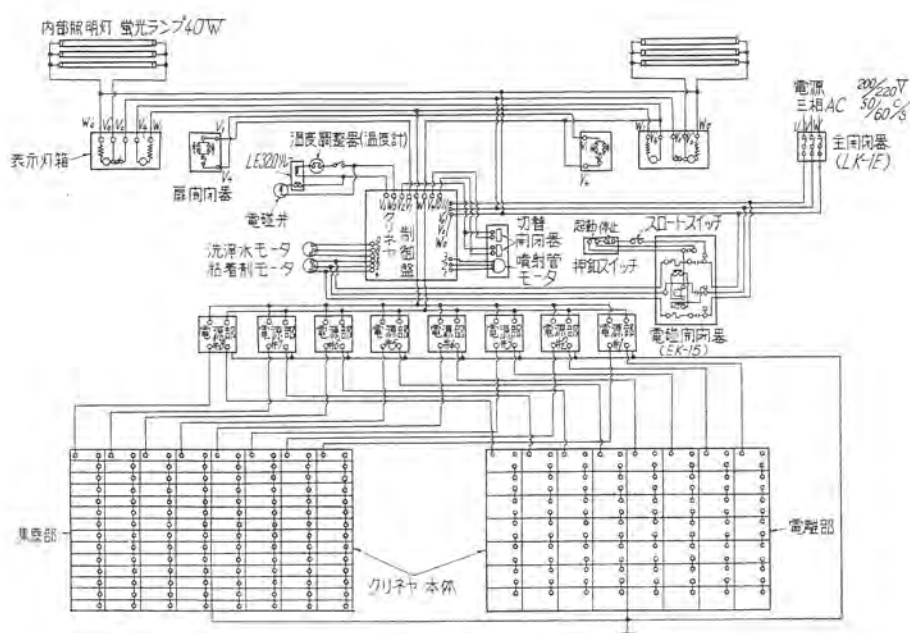 内部照明灯 蛍光ランプ40W
電源
三相AC
200/220V
50/60 c/s
主開閉器
(LK-1E)
表示灯箱
扉開閉器
温度調整器(温度計)
電磁弁
クリネヤ
制御盤
洗浄水モータ
粘着剤モータ
切替
開閉器
噴射管
モータ
起動 停止
押釦スイッチ
スロートスイッチ
電磁開閉器
(EK-15)
電源部
電源部
電源部
電源部
電源部
電源部
電源部
電源部
集塵部
クリネヤ 本体
電離部